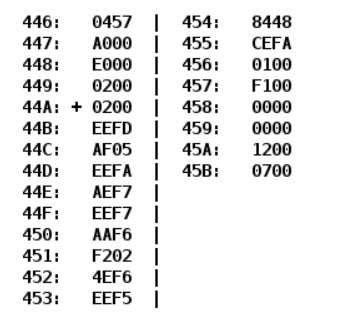 446: 0457 | 454: 8448
447: A000 | 455: CEFA
448: E000 | 456: 0100
449: 0200 | 457: F100
44A: + 0200 | 458: 0000
44B: EEFD | 459: 0000
44C: AF05 | 45A: 1200
44D: EEFA | 45B: 0700
44E: AEF7 |
44F: EEF7 |
450: AAF6 |
451: F202 |
452: 4EF6 |
453: EEF5 |